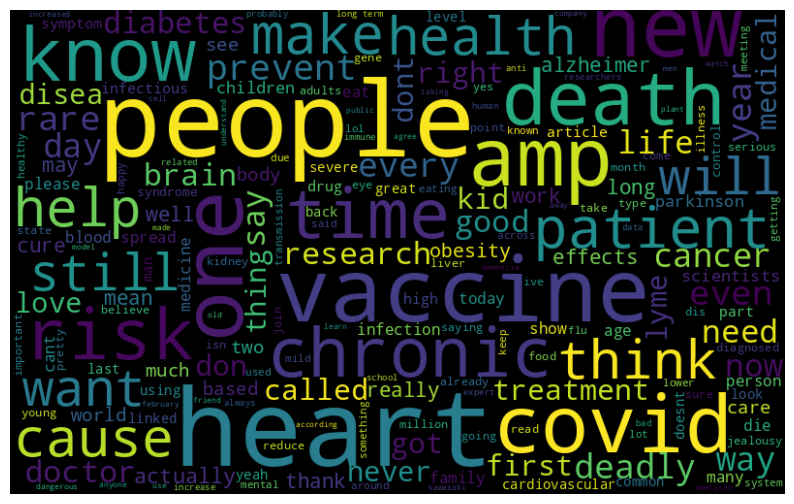 increased
probably
long term
company
new
symptom
diabetes
make
health
level
meeting
know
see
prevent
gene
alzheimer
medical
infectious
children
adults
eat
right
dont
yes
anti
researchers
men
watch
disea
cell
people
understand
public
taking
human
plant
death
year
rare
lol
immune
agree
point
known
article
life
illness
control
serious
day
related
due
severe
every
amp
month
come
may
healthy
happy
brain
body
drug
eye
great
eating
kid
long
type
will
please
syndrome
back
said
good
work
take
parkinson
getting
help
well
one
transmission
time
across
away
patient
state
cure
blood
spread
man
made
model
kidney
research
obesity
effects
data
cancer
still
medicine
thing
say
liver
dementia
ive
scientists
love
mean
believe
old
join
vaccine
high
today
dis
part
even
important
risk
isn
learn
infection
saying
keep
show
flu
age
lyme
diagnosed
need
cant
pretty
two
mild
chronic
food
think
now
last
much
don
used
school
already
lower
person
want
using
based
called
really
treatment
doesnt
sure
look
young
world
linked
february
friend
always
heart
something
million
expert
going
read
covid
bad
lot
care
die
cause
according
reduce
got
first
deadly
way
jealousy
doctor
actually
yeah
never
family
cardiovascular
common
many
system
dangerous
anyone
use
increase
mental
thank
around
kawasaki
american